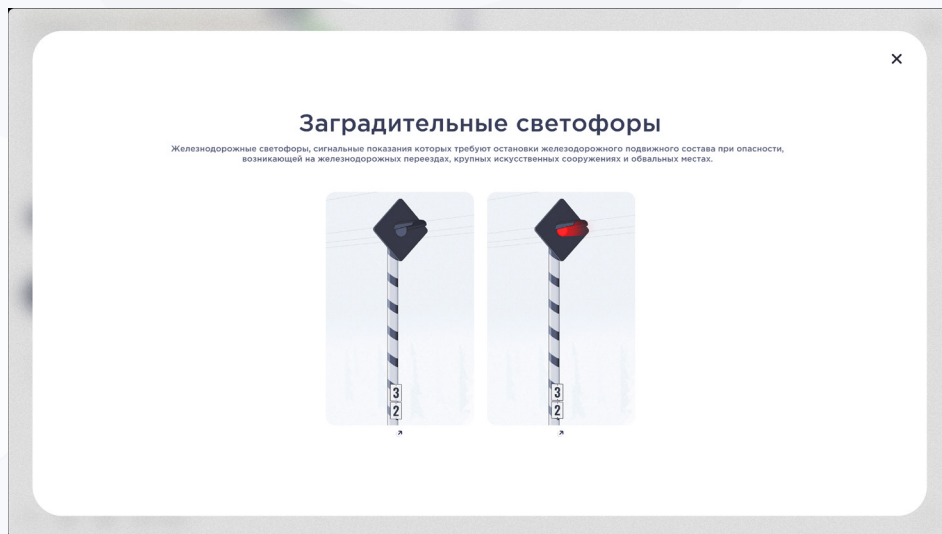 Заградительные светофоры
Железнодорожные светофоры, сигнальные показания которых требуют остановки железодорожного подвижного состава при опасности,
возникающей на железнодорожных переездах, крупных искусственных сооружениях и обвальных местах.
3
2
3
2